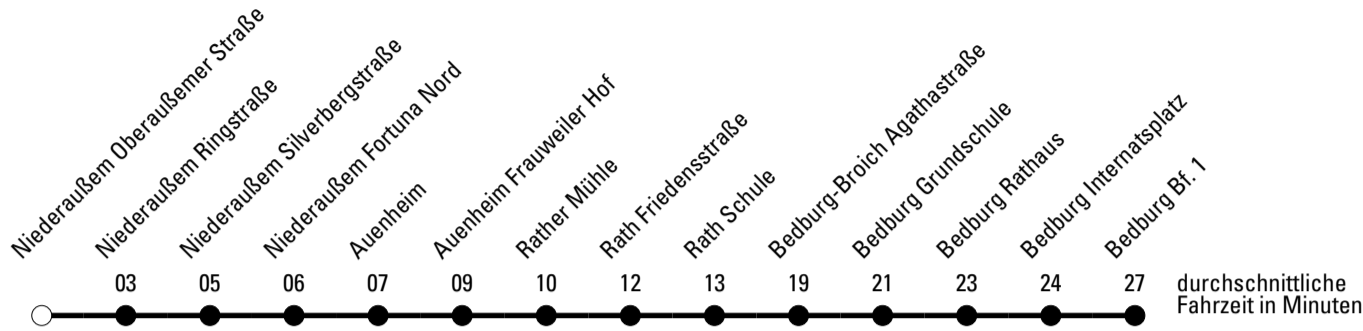 Niederaußem Oberaußemer Straße
Niederaußem Ringstraße
Niederaußem Silverbergstraße
Niederaußem Fortuna Nord
Auenheim
Auenheim Frauweiler Hof
Rather Mühle
Rath Friedensstraße
Rath Schule
Bedburg-Broich Agathastraße
Bedburg Grundschule
Bedburg Rathaus
Bedburg Internatsplatz
Bedburg Bf. 1
03 05 06 07 09 10 12 13 19 21 23 24 27
durchschnittliche
Fahrzeit in Minuten